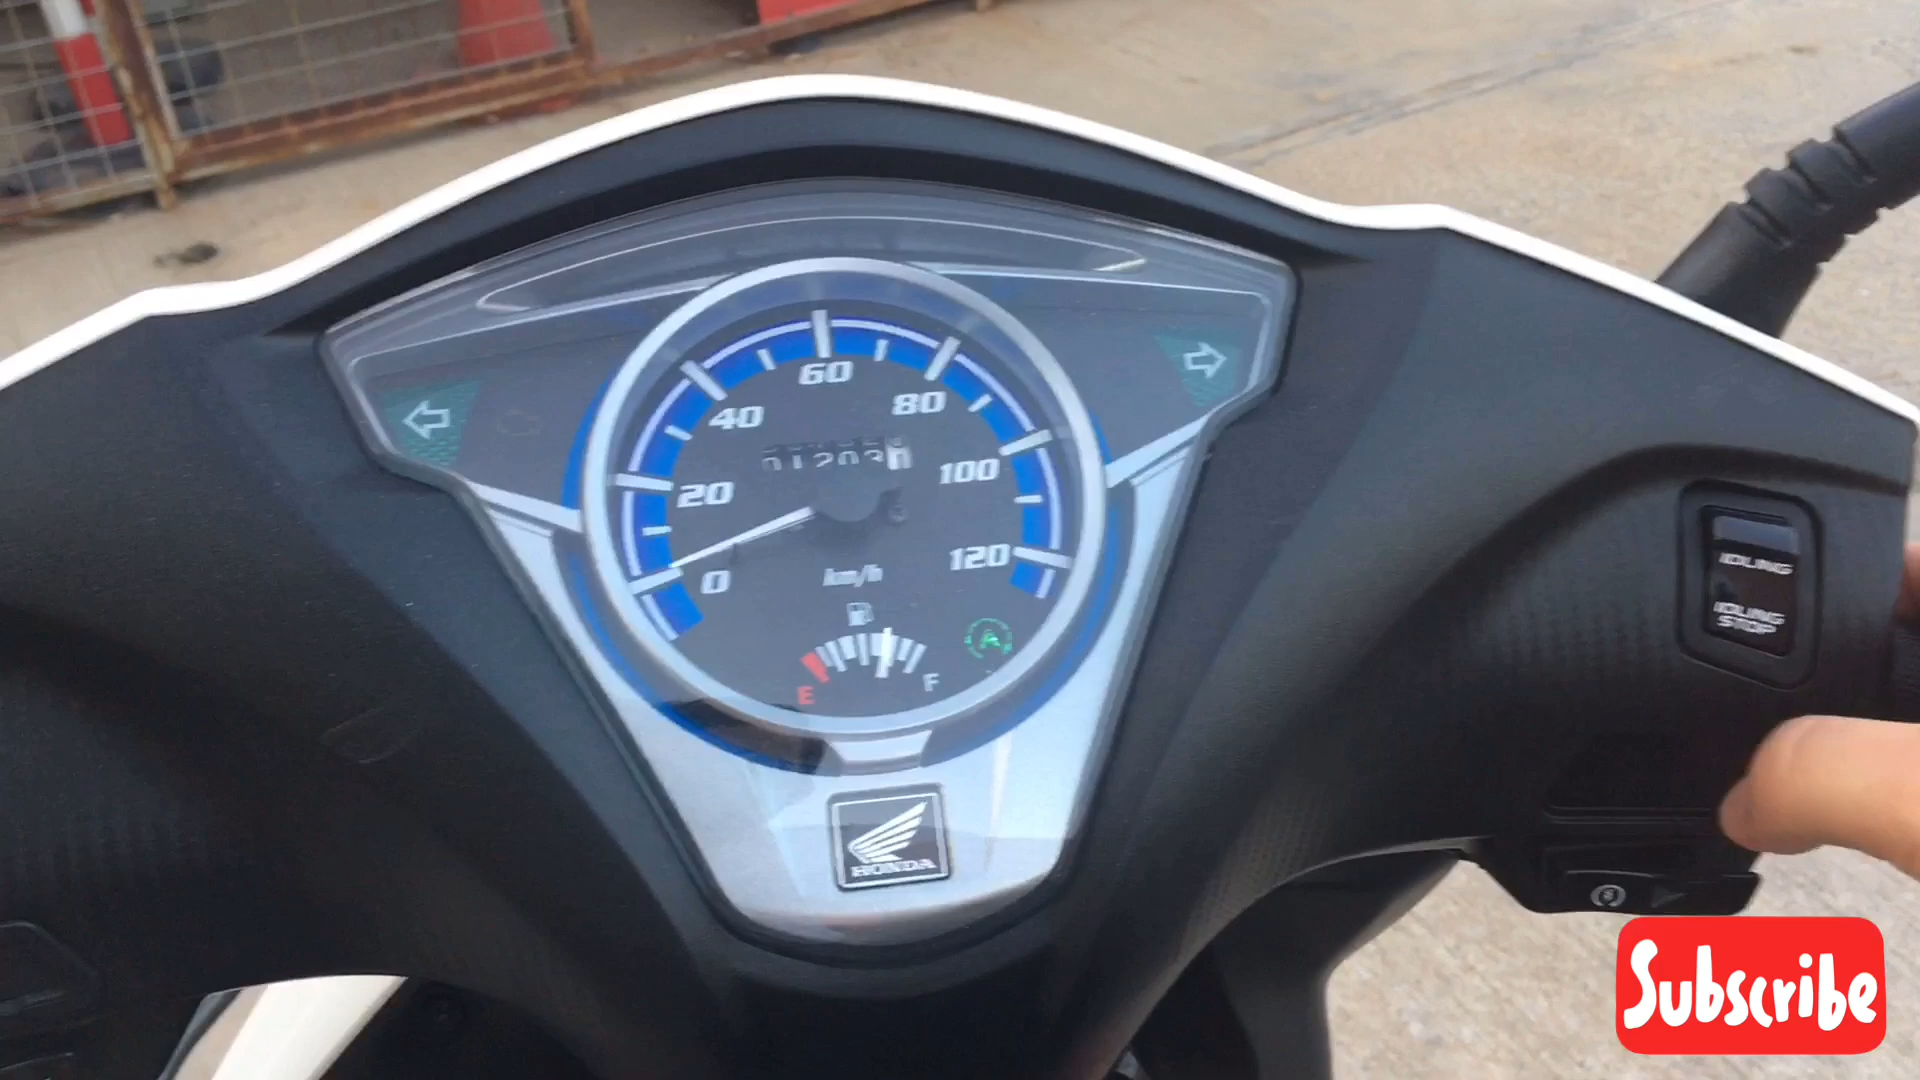 60
40
80
20
100
0
120
km/h
E
F
IDLING
IDLING
STOP
HONDA
Subscribe